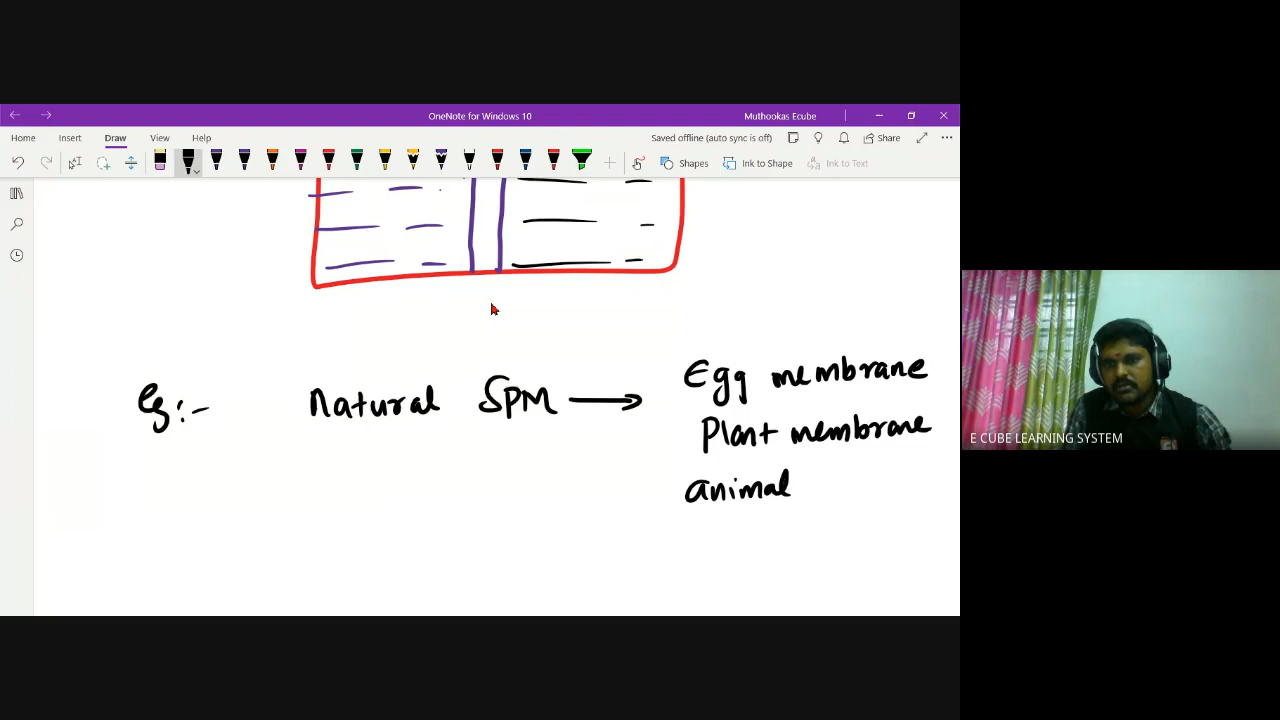 OneNote for Windows 10
Muthookas Ecube
Home Insert Draw View Help
Saved offline (auto sync is off)
Share
Shapes
Ink to Shape
Ink to Text
Eg:- Natural SPM → Egg membrane
Plant membrane
animal
E CUBE LEARNING SYSTEM